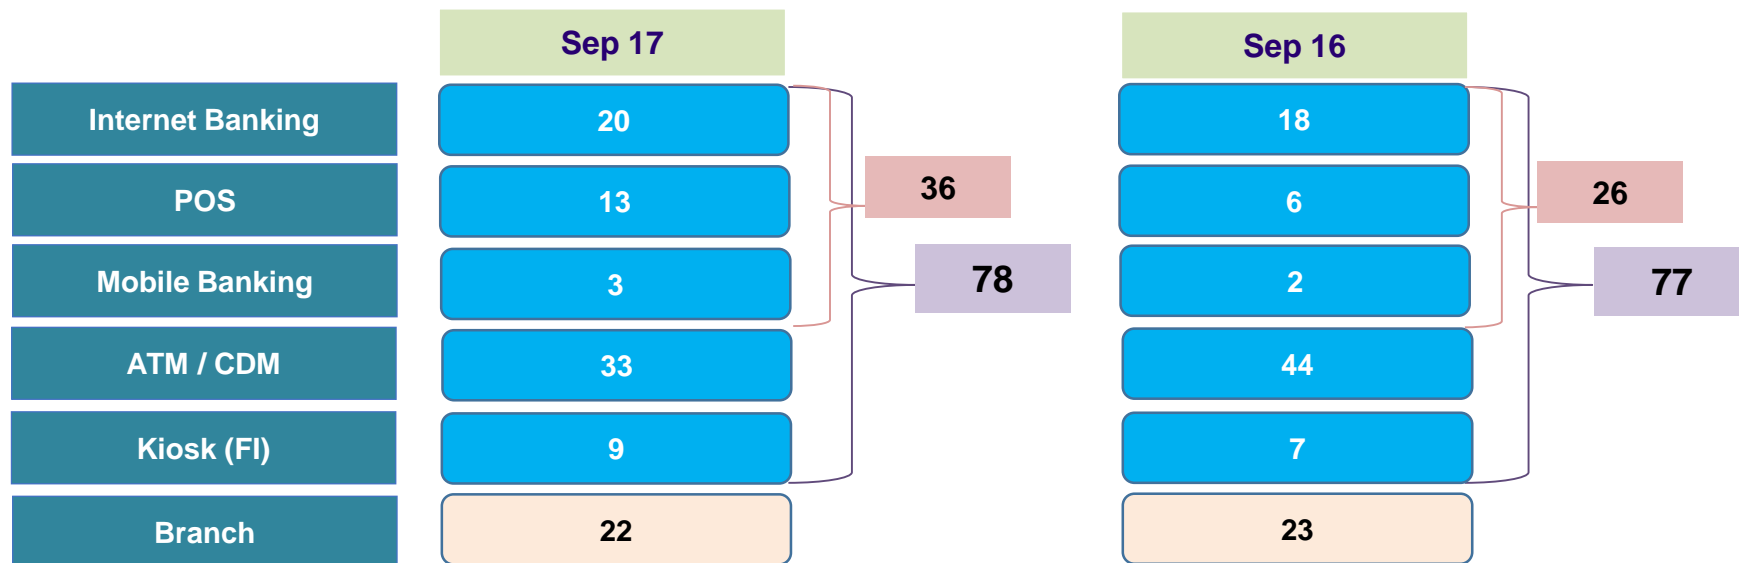 Sep 17
Sep 16
Internet Banking
20
18
POS
13
36
6
26
Mobile Banking
3
78
2
77
ATM / CDM
33
44
Kiosk (FI)
9
7
Branch
22
23